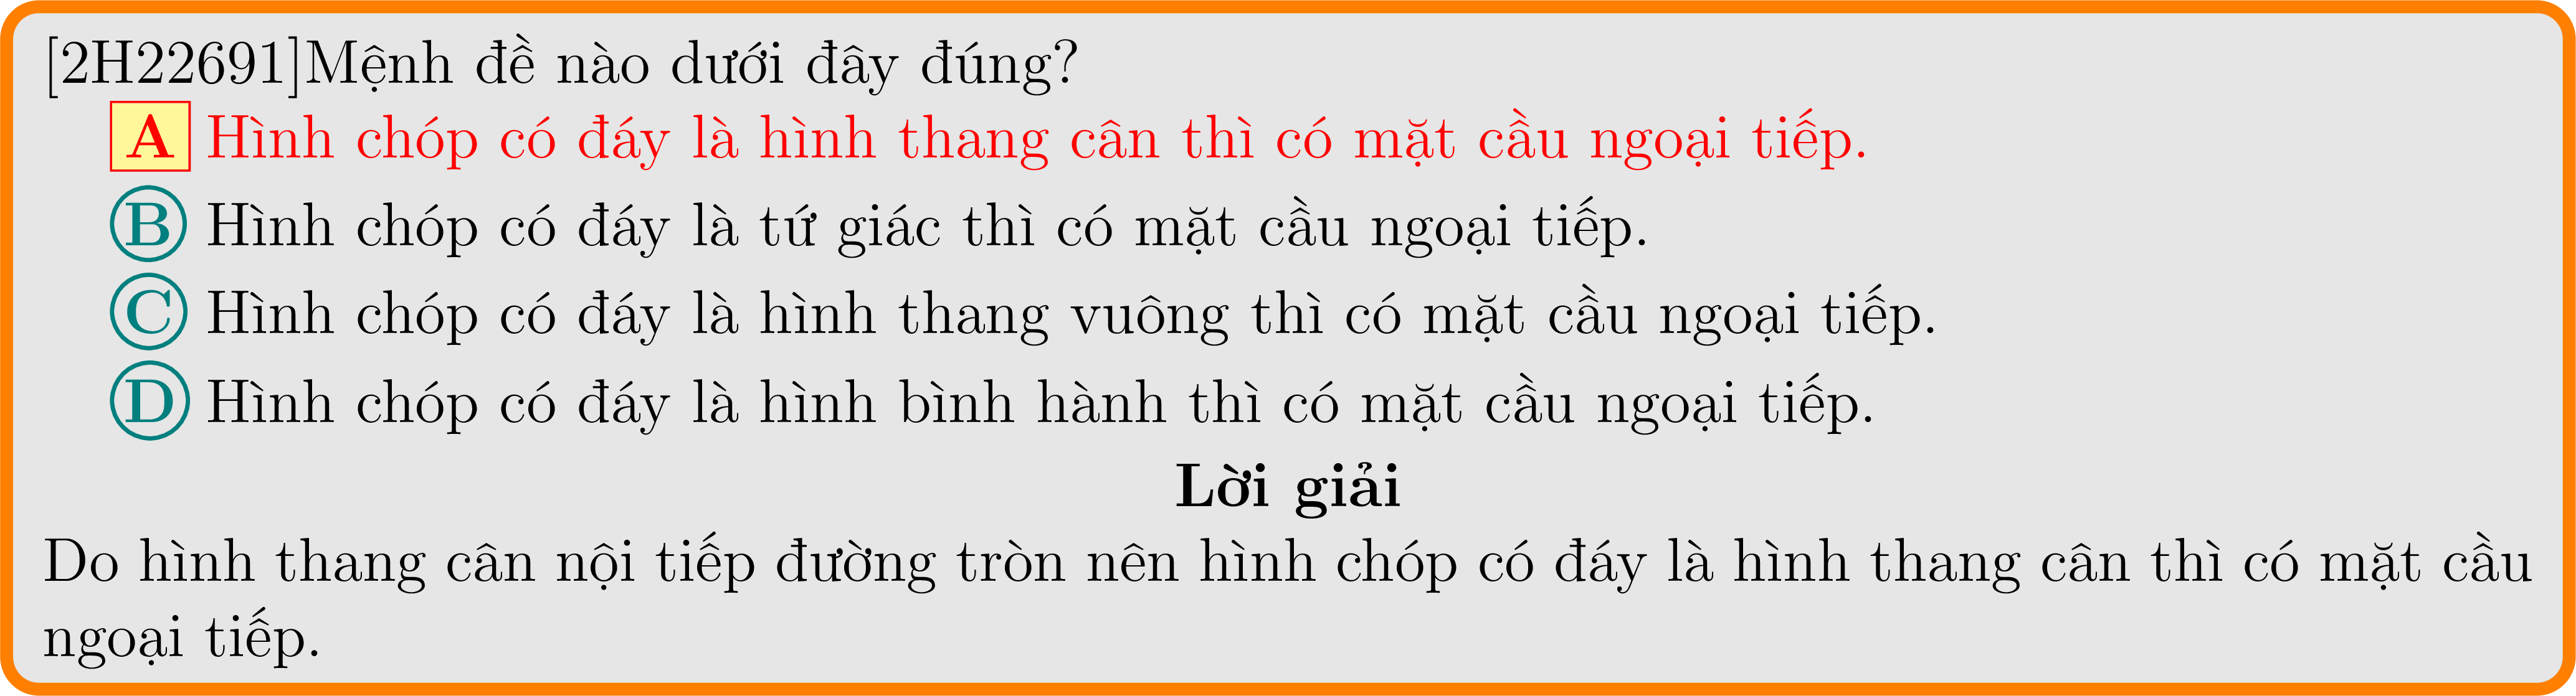 [2H22691]Mệnh đề nào dưới đây đúng?
A Hình chóp có đáy là hình thang cân thì có mặt cầu ngoại tiếp.
B Hình chóp có đáy là tứ giác thì có mặt cầu ngoại tiếp.
C Hình chóp có đáy là hình thang vuông thì có mặt cầu ngoại tiếp.
D Hình chóp có đáy là hình bình hành thì có mặt cầu ngoại tiếp.
Lời giải
Do hình thang cân nội tiếp đường tròn nên hình chóp có đáy là hình thang cân thì có mặt cầu
ngoại tiếp.